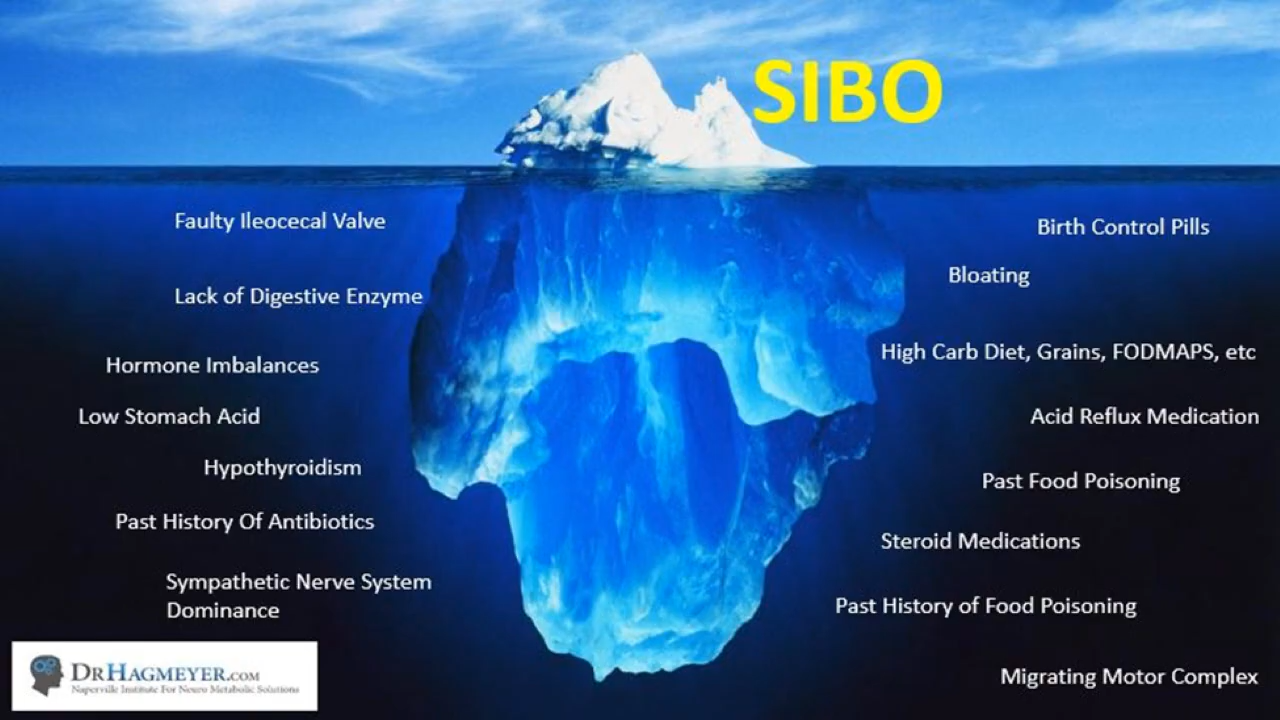 SIBO
Faulty Ileocecal Valve
Lack of Digestive Enzyme
Hormone Imbalances
Low Stomach Acid
Hypothyroidism
Past History Of Antibiotics
Sympathetic Nerve System
Dominance
Birth Control Pills
Bloating
High Carb Diet, Grains, FODMAPS, etc
Acid Reflux Medication
Past Food Poisoning
Steroid Medications
Past History of Food Poisoning
Migrating Motor Complex
DRHAGMEYER.COM
Naperville Institute For Neuro Metabolic Solutions